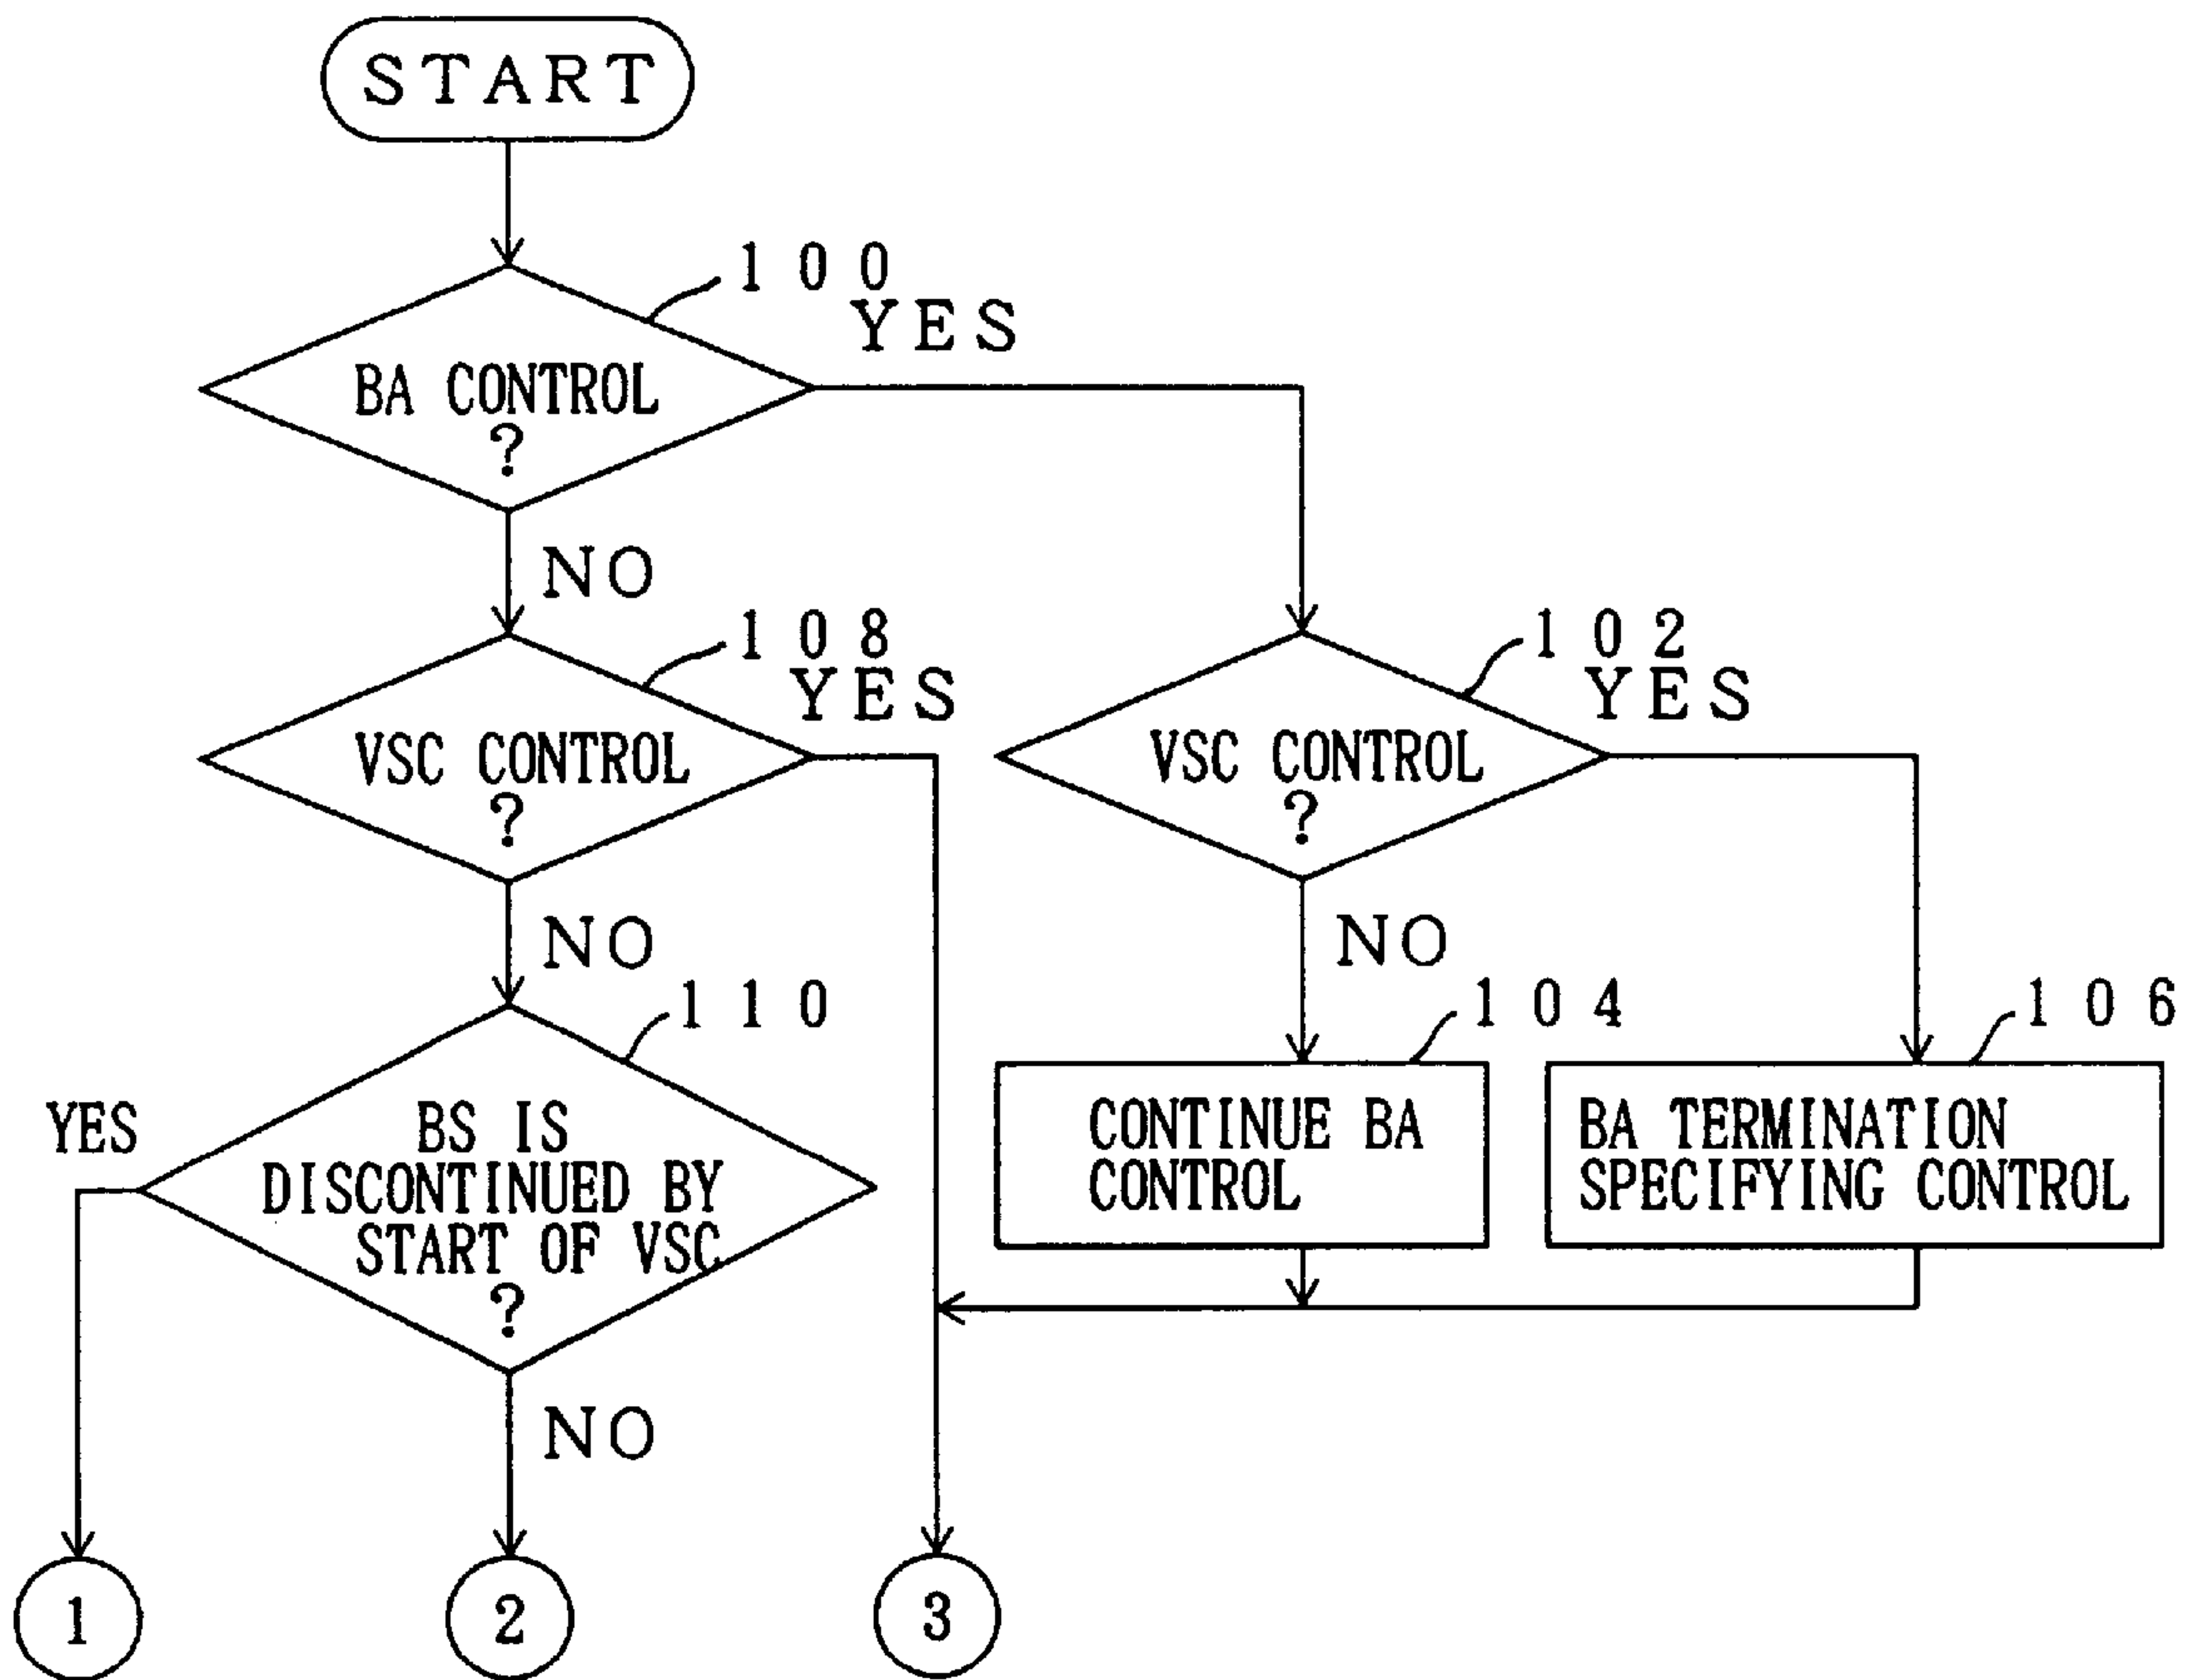 START
100
YES
BA CONTROL
?
NO
108
YES
102
YES
VSC CONTROL
?
VSC CONTROL
?
NO
NO
110
104
106
YES
BS IS
DISCONTINUED BY
START OF VSC
?
CONTINUE BA
CONTROL
BA TERMINATION
SPECIFYING CONTROL
NO
1
2
3